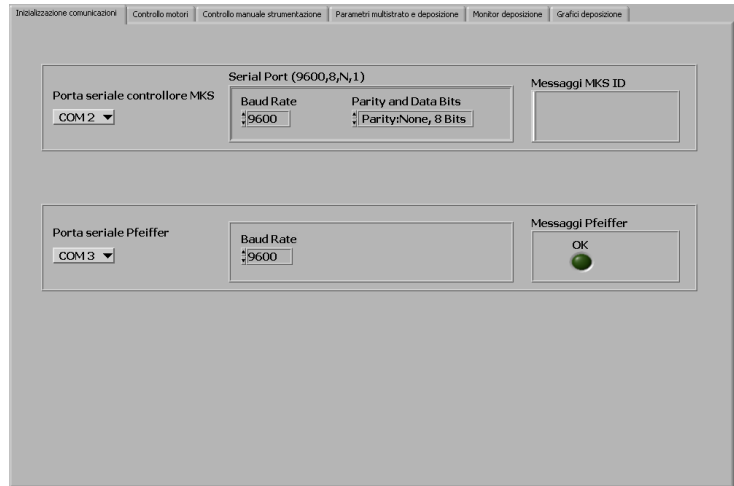 Inizializzazione comunicazioni
Controllo motori
Controllo manuale strumentazione
Parametri multistrato e deposizione
Monitor deposizione
Grafici deposizione
Porta seriale controllore MKS
COM 2
Serial Port (9600,8,N,1)
Baud Rate
9600
Parity and Data Bits
Parity:None, 8 Bits
Messaggi MKS ID
Porta seriale Pfeiffer
COM 3
Baud Rate
9600
Messaggi Pfeiffer
OK